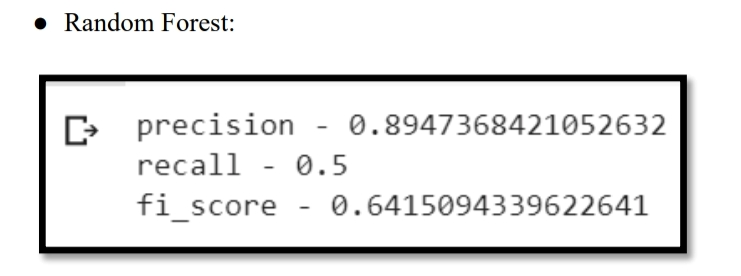 ● Random Forest:
precision - 0.8947368421052632
recall - 0.5
fi_score - 0.6415094339622641